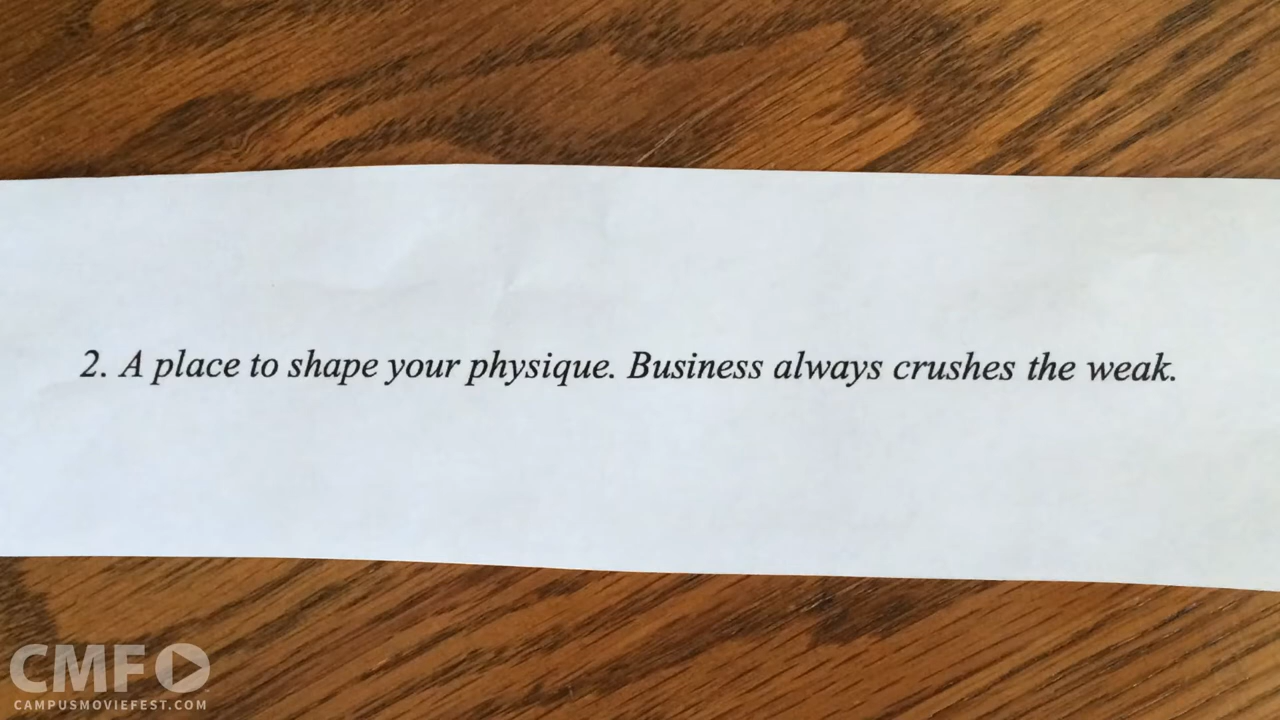 2. A place to shape your physique. Business always crushes the weak.
CMF
CAMPUSMOVIEFEST.COM